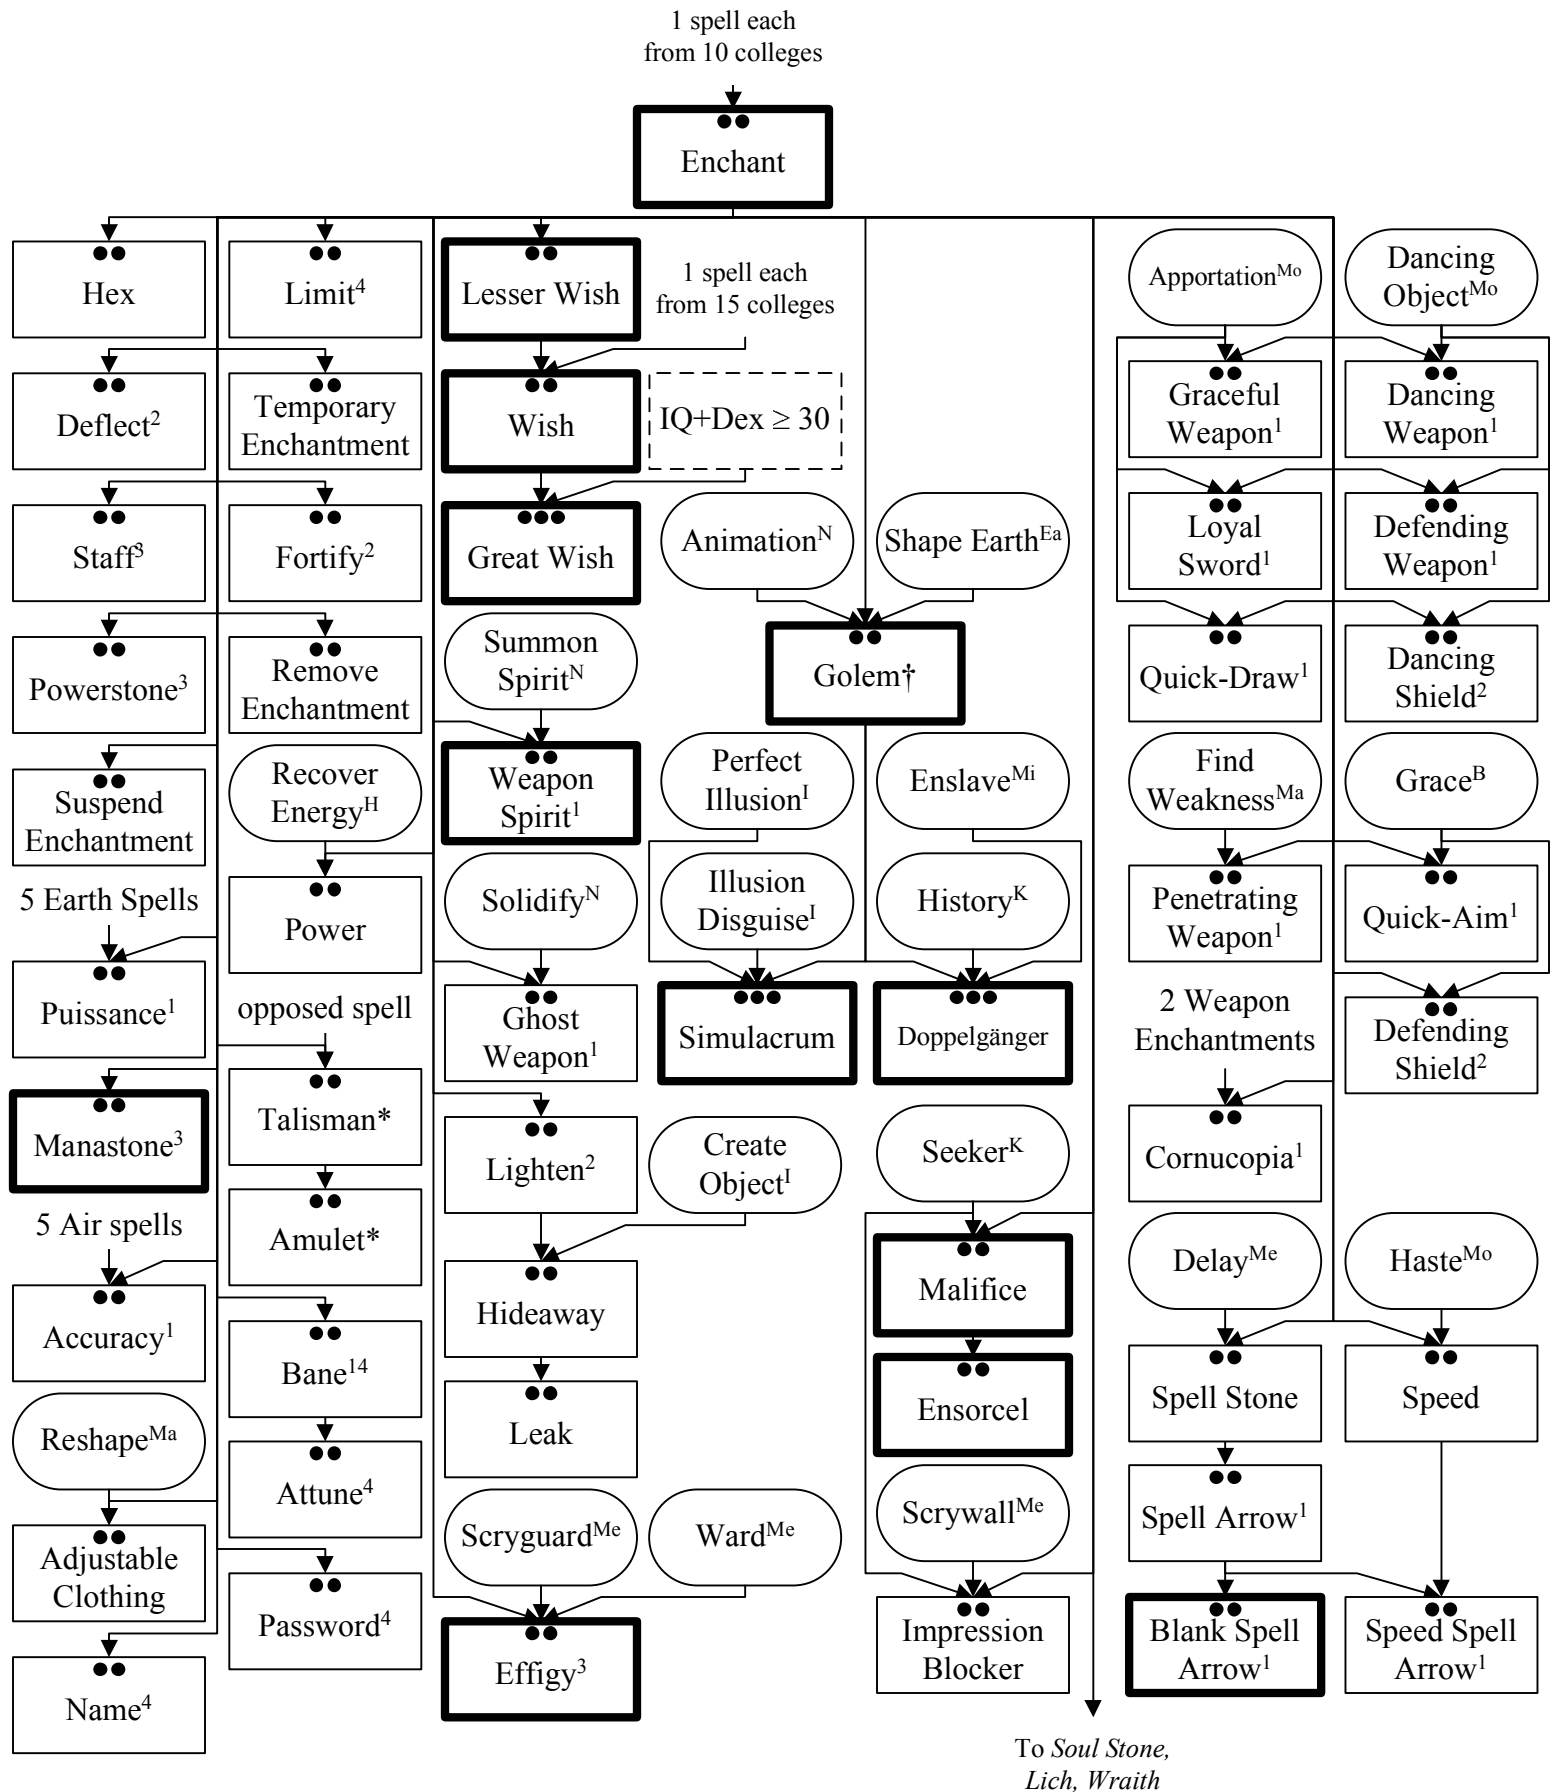 1 spell each
from 10 colleges
Enchant
Hex
Limit⁴
Lesser Wish
1 spell each
from 15 colleges
Apportationᴹᵒ
Dancing
Objectᴹᵒ
Deflect²
Temporary
Enchantment
Wish
IQ+Dex ≥ 30
Graceful
Weapon¹
Dancing
Weapon¹
Staff³
Fortify²
Great Wish
Animationᴺ
Shape Earthᴱᵃ
Loyal
Sword¹
Defending
Weapon¹
Powerstone³
Remove
Enchantment
Summon
Spiritᴺ
Golem†
Quick-Draw¹
Dancing
Shield²
Suspend
Enchantment
Recover
Energyᴴ
Weapon
Spirit¹
Perfect
Illusionᴵ
Enslaveᴹⁱ
Find
Weaknessᴹᵃ
Graceᴮ
5 Earth Spells
Power
Solidifyᴺ
Illusion
Disguiseᴵ
Historyᴷ
Penetrating
Weapon¹
Quick-Aim¹
Puissance¹
opposed spell
Ghost
Weapon¹
Simulacrum
Doppelgänger
2 Weapon
Enchantments
Defending
Shield²
Manastone³
Talisman*
Lighten²
Create
Objectᴵ
Seekerᴷ
Cornucopia¹
5 Air spells
Amulet*
Hideaway
Malifice
Delayᴹᵉ
Hasteᴹᵒ
Accuracy¹
Bane¹⁴
Leak
Ensorcel
Spell Stone
Speed
Reshapeᴹᵃ
Attune⁴
Scryguardᴹᵉ
Wardᴹᵉ
Scrywallᴹᵉ
Spell Arrow¹
Adjustable
Clothing
Password⁴
Effigy³
Impression
Blocker
Blank Spell
Arrow¹
Speed Spell
Arrow¹
Name⁴
To Soul Stone,
Lich, Wraith